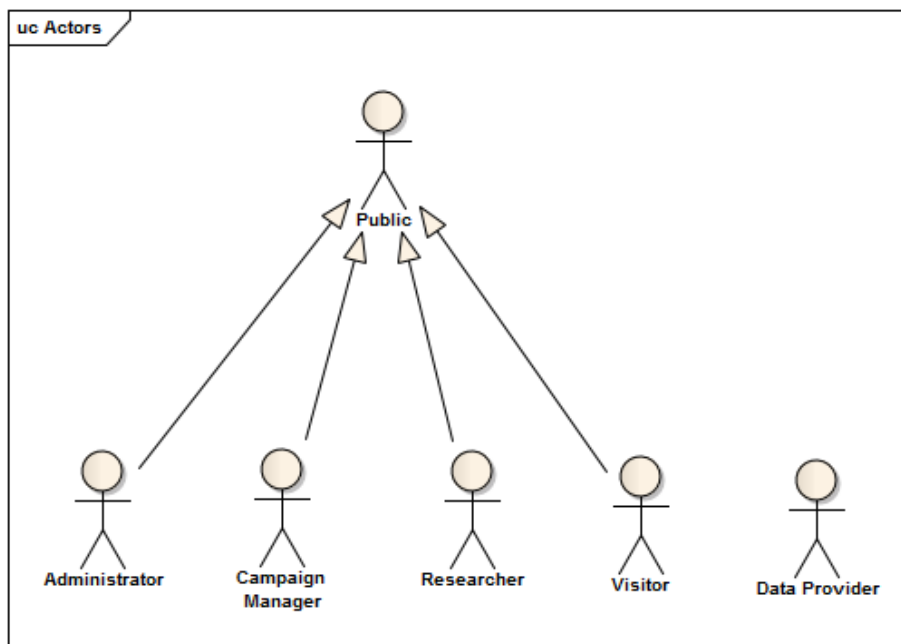 uc Actors
Public
Administrator
Campaign
Manager
Researcher
Visitor
Data Provider